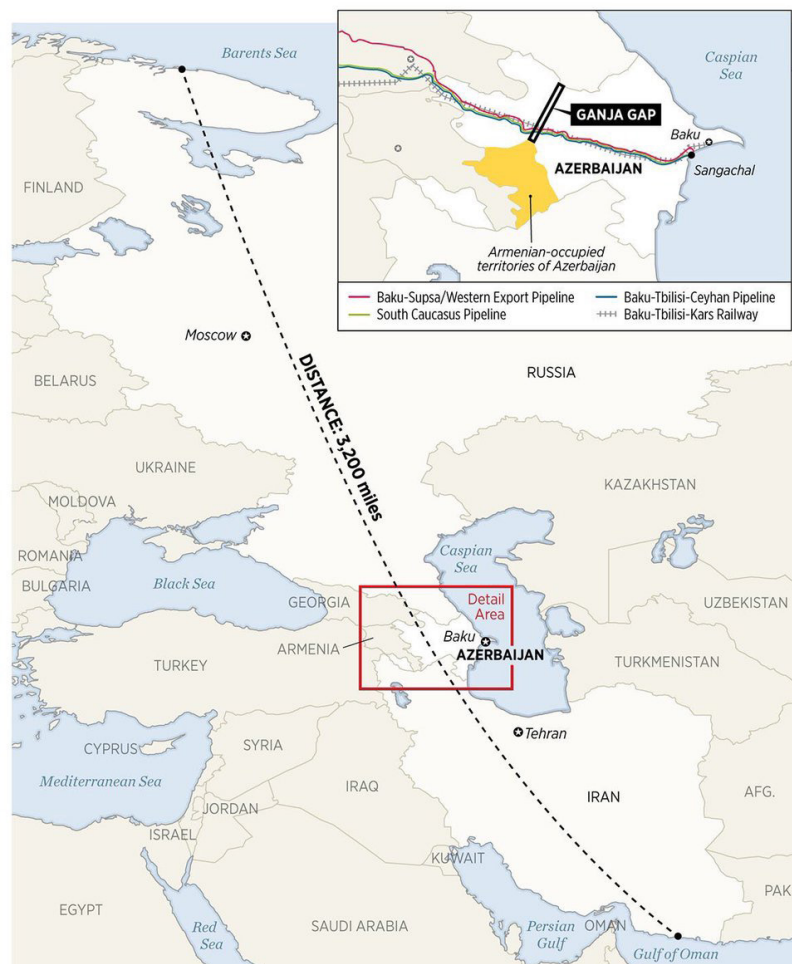 Barents Sea
FINLAND
Moscow
BELARUS
RUSSIA
DISTANCE: 3,200 miles
UKRAINE
KAZAKHSTAN
MOLDOVA
ROMANIA
BULGARIA
Black Sea
Caspian
Sea
GEORGIA
Detail
Area
UZBEKISTAN
ARMENIA
Baku
AZERBAIJAN
TURKEY
TURKMENISTAN
Tehran
CYPRUS
SYRIA
Mediterranean Sea
IRAQ
IRAN
AFG.
JORDAN
ISRAEL
KUWAIT
PAK
EGYPT
Red
Sea
SAUDI ARABIA
Persian
Gulf
OMAN
Gulf of Oman
Caspian
Sea
GANJA GAP
Baku
AZERBAIJAN
Sangachal
Armenian-occupied
territories of Azerbaijan
Baku-Supsa/Western Export Pipeline
Baku-Tbilisi-Ceyhan Pipeline
South Caucasus Pipeline
Baku-Tbilisi-Kars Railway